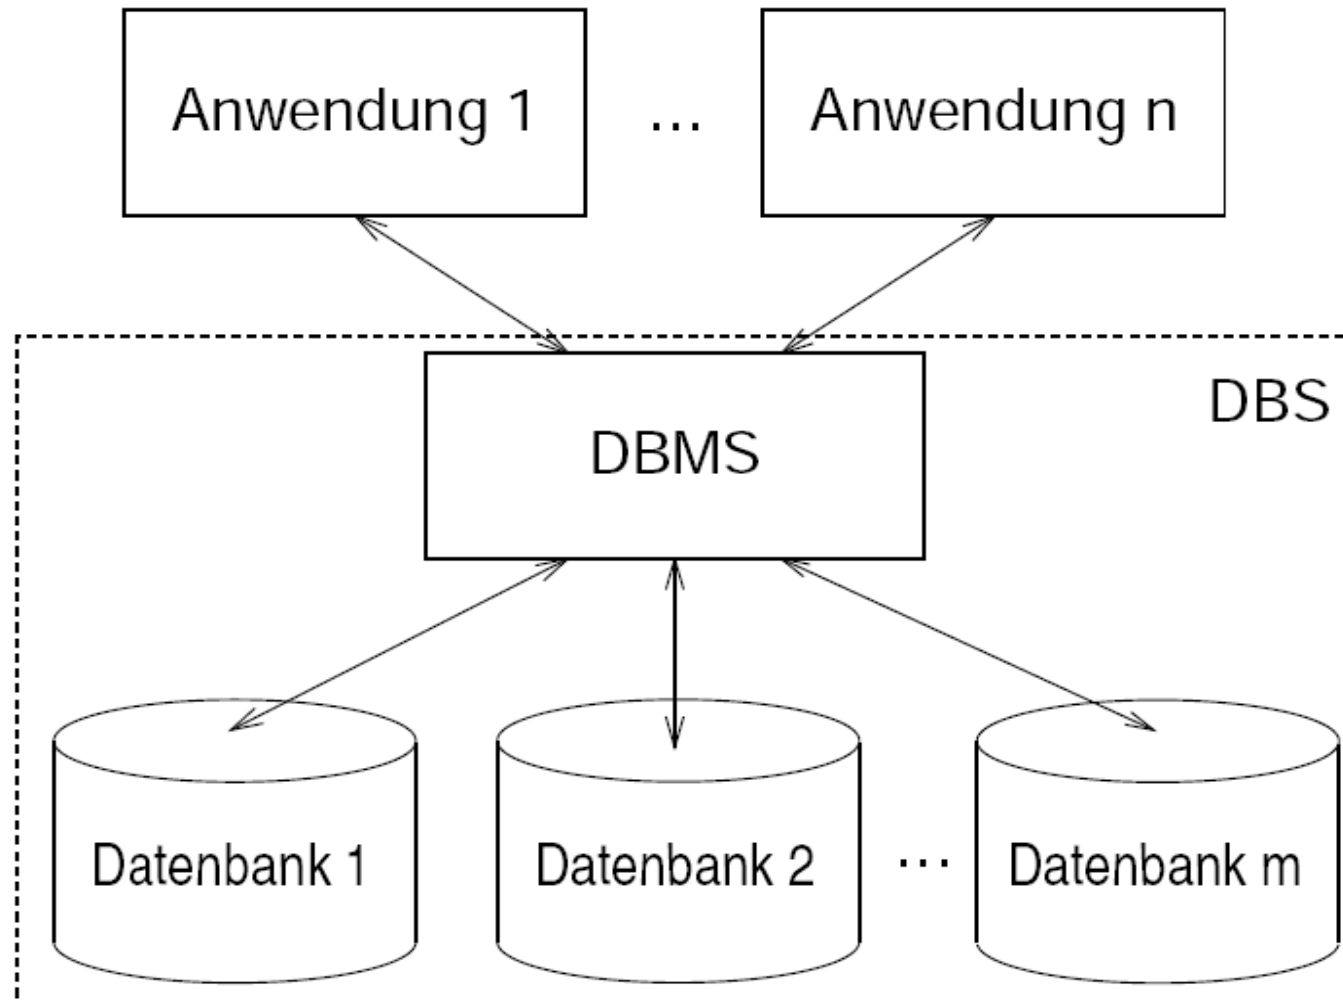 Anwendung 1
...
Anwendung n
DBS
DBMS
Datenbank 1
Datenbank 2
...
Datenbank m